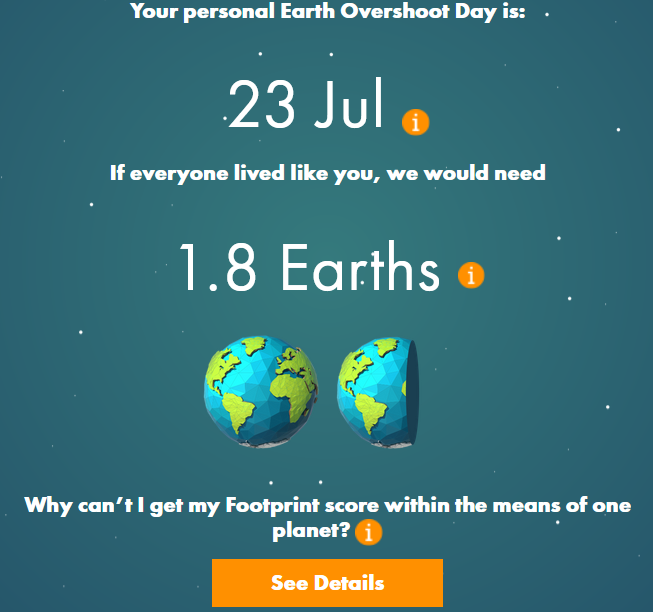 Your personal Earth Overshoot Day is:
23 Jul i
If everyone lived like you, we would need
1.8 Earths i
Why can't I get my Footprint score within the means of one
planet? i
See Details